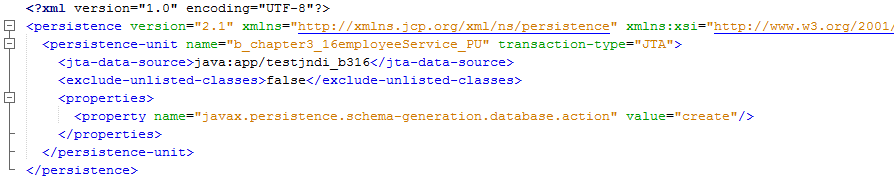 <?xml version="1.0" encoding="UTF-8"?>
<persistence version="2.1" xmlns="http://xmlns.jcp.org/xml/ns/persistence" xmlns:xsi="http://www.w3.org/2001/
<persistence-unit name="b_chapter3_16employeeService_PU" transaction-type="JTA">
<jta-data-source>java:app/testjndi_b316</jta-data-source>
<exclude-unlisted-classes>false</exclude-unlisted-classes>
<properties>
<property name="javax.persistence.schema-generation.database.action" value="create"/>
</properties>
</persistence-unit>
</persistence>